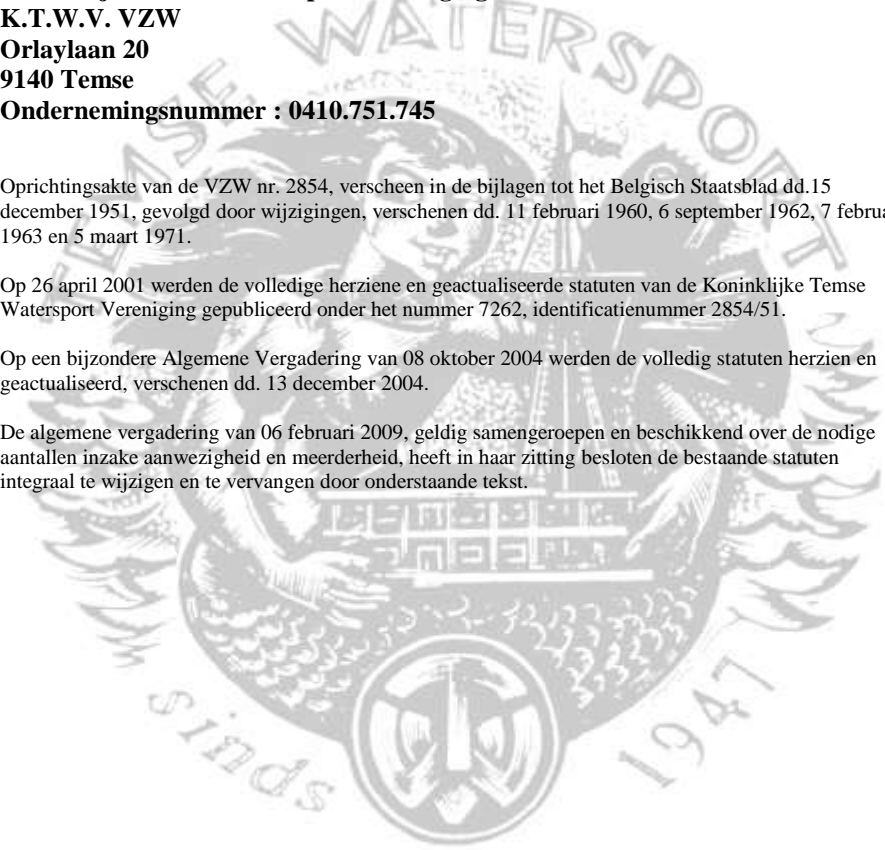 K.T.W.V. VZW
Orlaylaan 20
9140 Temse
Ondernemingsnummer : 0410.751.745
Oprichtingsakte van de VZW nr. 2854, verscheen in de bijlagen tot het Belgisch Staatsblad dd.15
december 1951, gevolgd door wijzigingen, verschenen dd. 11 februari 1960, 6 september 1962, 7 februa
1963 en 5 maart 1971.
Op 26 april 2001 werden de volledige herziene en geactualiseerde statuten van de Koninklijke Temse
Watersport Vereniging gepubliceerd onder het nummer 7262, identificatienummer 2854/51.
Op een bijzondere Algemene Vergadering van 08 oktober 2004 werden de volledig statuten herzien en
geactualiseerd, verschenen dd. 13 december 2004.
De algemene vergadering van 06 februari 2009, geldig samengeroepen en beschikkend over de nodige
aantallen inzake aanwezigheid en meerderheid, heeft in haar zitting besloten de bestaande statuten
integraal te wijzigen en te vervangen door onderstaande tekst.
TEMSE WATERSPORT
sinds 1947